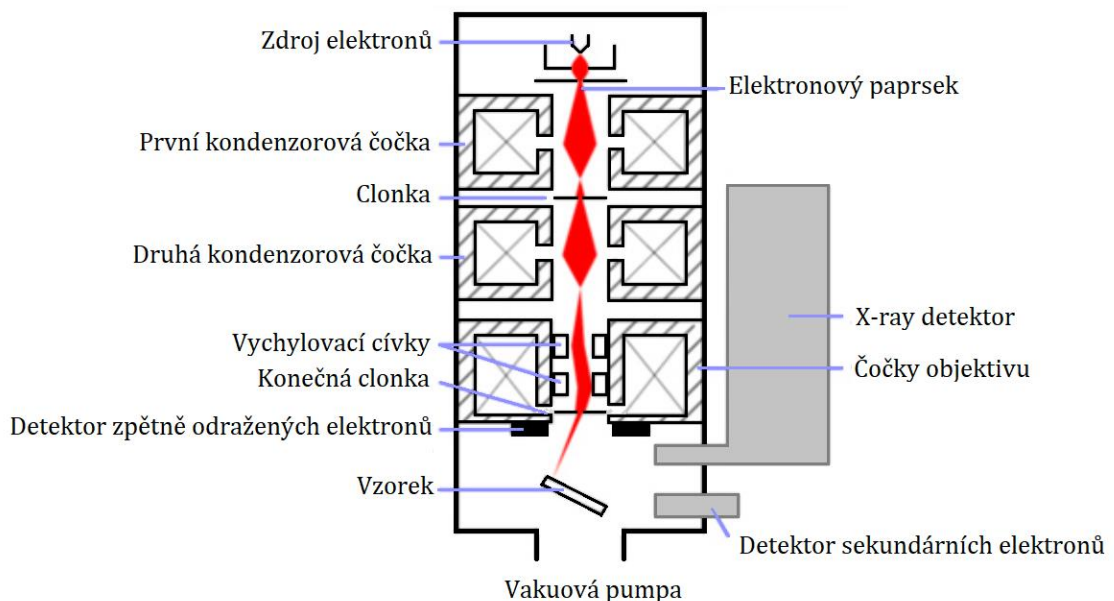 Zdroj elektronů
Elektronový paprsek
První kondenzorová čočka
Clonka
Druhá kondenzorová čočka
X-ray detektor
Vychylovací cívky
Čočky objektivu
Konečná clonka
Detektor zpětně odražených elektronů
Vzorek
Detektor sekundárních elektronů
Vakuová pumpa